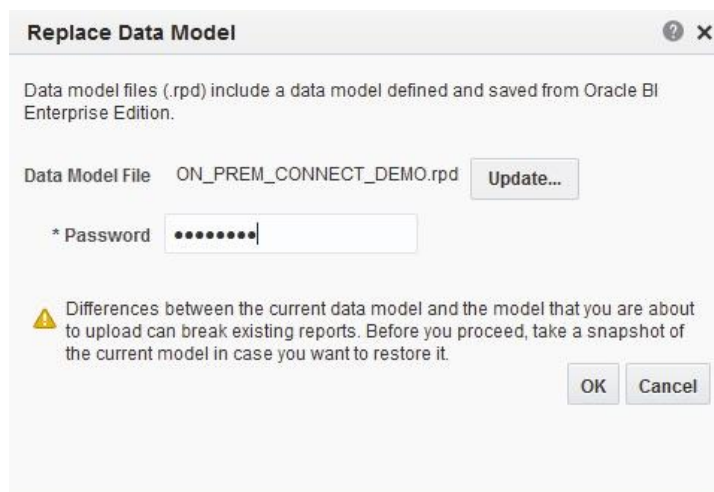 Replace Data Model
Data model files (.rpd) include a data model defined and saved from Oracle BI
Enterprise Edition.
Data Model File ON_PREM_CONNECT_DEMO.rpd Update...
* Password ••••••••
Differences between the current data model and the model that you are about
to upload can break existing reports. Before you proceed, take a snapshot of
the current model in case you want to restore it.
OK Cancel